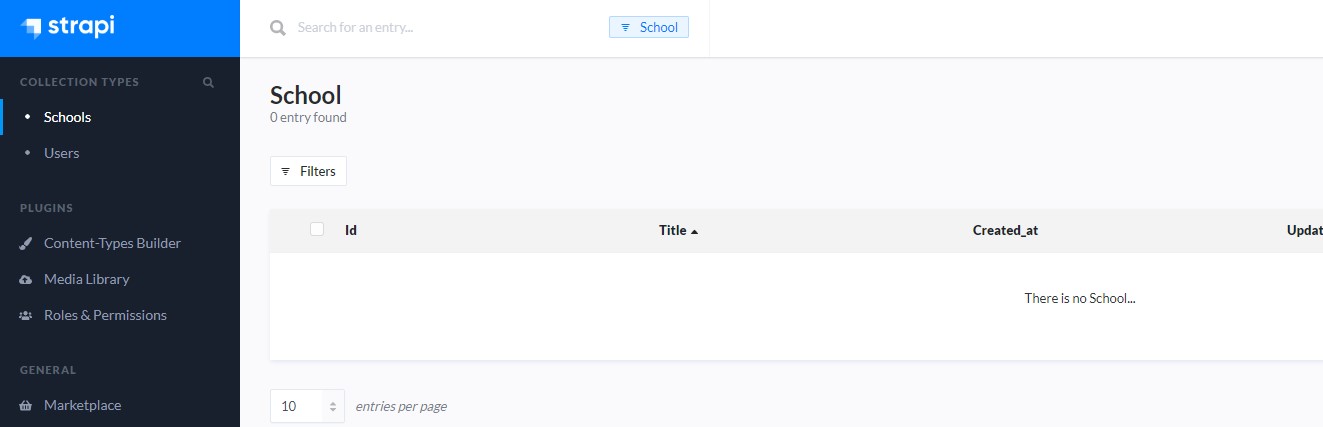 strapi
Search for an entry...
School
COLLECTION TYPES
Schools
Users
PLUGINS
Content-Types Builder
Media Library
Roles & Permissions
GENERAL
Marketplace
School
0 entry found
Filters
Id Title Created_at Updat
There is no School...
10 entries per page